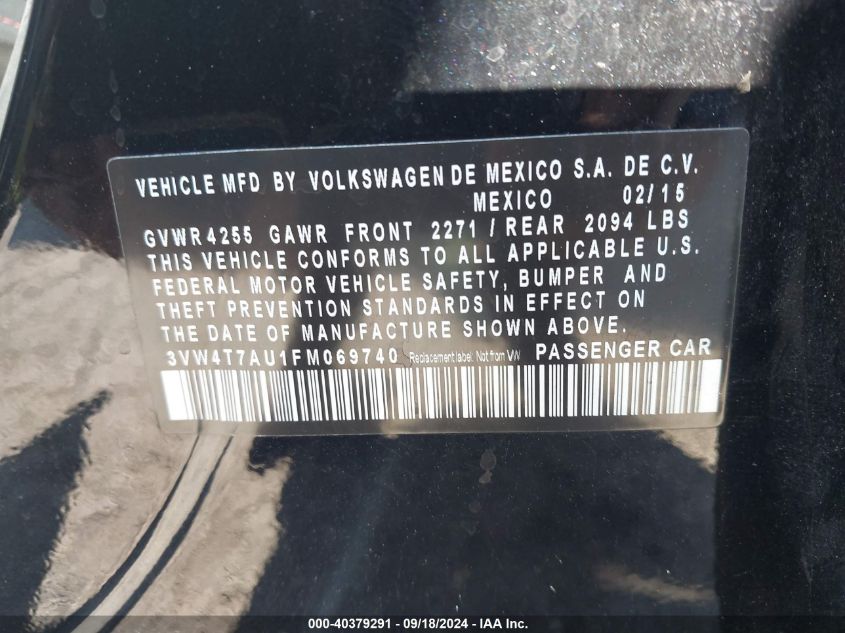 VEHICLE MFD BY VOLKSWAGEN DE MEXICO S.A. DE C.V.
MEXICO 02/15
GVWR 4255 GAWR FRONT 2271 / REAR 2094 LBS
THIS VEHICLE CONFORMS TO ALL APPLICABLE U.S.
FEDERAL MOTOR VEHICLE SAFETY, BUMPER AND
THEFT PREVENTION STANDARDS IN EFFECT ON
THE DATE OF MANUFACTURE SHOWN ABOVE.
3VW4T7AU1FM069740 Replacement label: Not from VW PASSENGER CAR
000-40379291 - 09/18/2024 - IAA Inc.